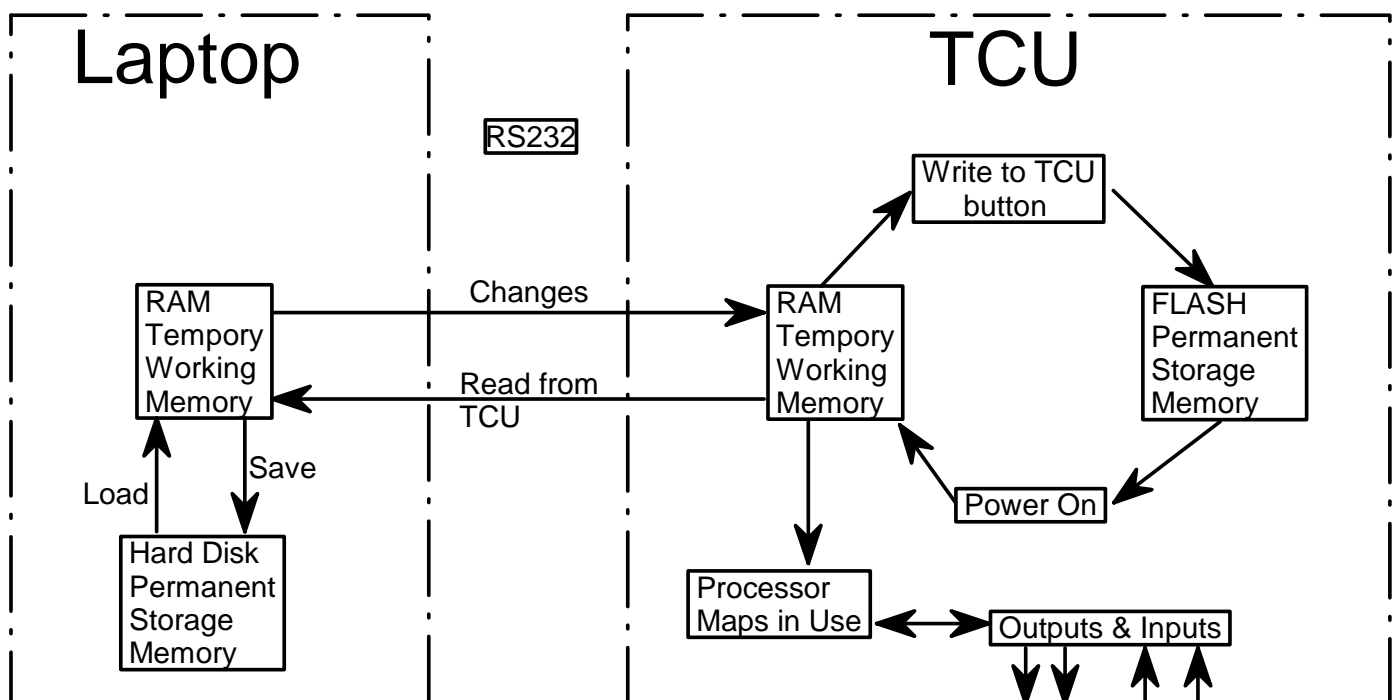 Laptop
TCU
RS232
Write to TCU
button
RAM
Tempory
Working
Memory
Changes
Read from
TCU
RAM
Tempory
Working
Memory
FLASH
Permanent
Storage
Memory
Load
Save
Power On
Hard Disk
Permanent
Storage
Memory
Processor
Maps in Use
Outputs & Inputs